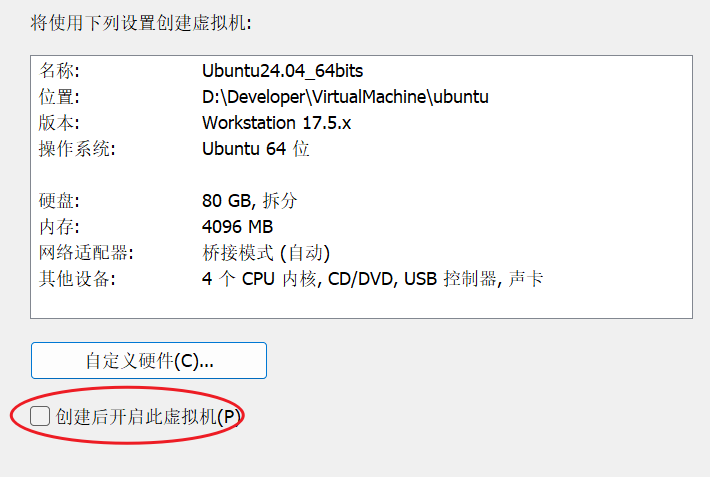 将使用下列设置创建虚拟机:
名称: Ubuntu24.04_64bits
位置: D:\Developer\VirtualMachine\ubuntu
版本: Workstation 17.5.x
操作系统: Ubuntu 64 位
硬盘: 80 GB, 拆分
内存: 4096 MB
网络适配器: 桥接模式 (自动)
其他设备: 4 个 CPU 内核, CD/DVD, USB 控制器, 声卡
自定义硬件(C)...
创建后开启此虚拟机(P)